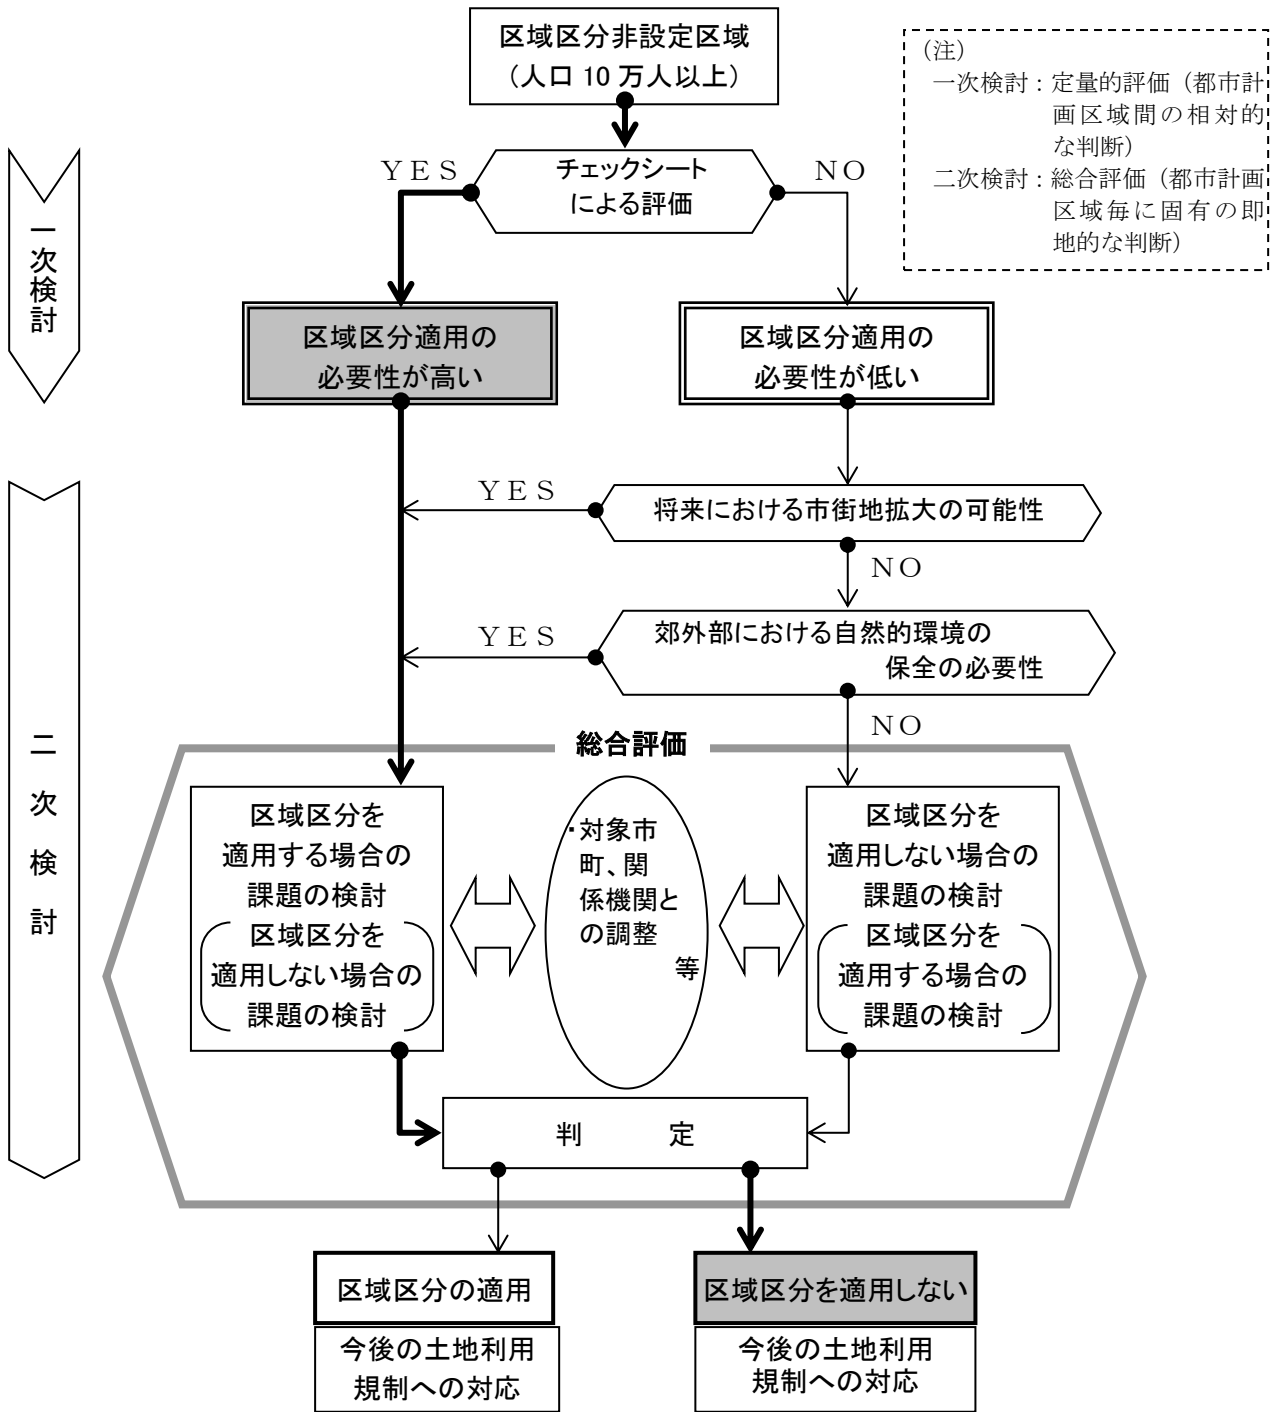 区域区分非設定区域
（人口 10 万人以上）
（注）
一次検討：定量的評価（都市計
画区域間の相対的
な判断）
二次検討：総合評価（都市計画
区域毎に固有の即
地的な判断）
一次検討
ＹＥＳ
チェックシート
による評価
ＮＯ
区域区分適用の
必要性が高い
区域区分適用の
必要性が低い
二次検討
ＹＥＳ
将来における市街地拡大の可能性
ＮＯ
ＹＥＳ
郊外部における自然的環境の
保全の必要性
ＮＯ
総合評価
区域区分を
適用する場合の
課題の検討
区域区分を
適用しない場合の
課題の検討
・対象市
町、関
係機関と
の調整
等
区域区分を
適用しない場合の
課題の検討
区域区分を
適用する場合の
課題の検討
判　定
区域区分の適用
今後の土地利用
規制への対応
区域区分を適用しない
今後の土地利用
規制への対応